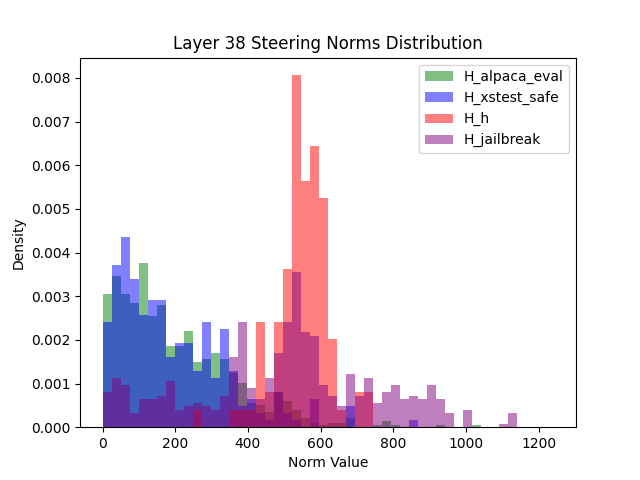 Layer 38 Steering Norms Distribution
H_alpaca_eval
H_xstest_safe
H_h
H_jailbreak
0.008
0.007
0.006
0.005
0.004
0.003
0.002
0.001
0.000
Density
0 200 400 600 800 1000 1200
Norm Value